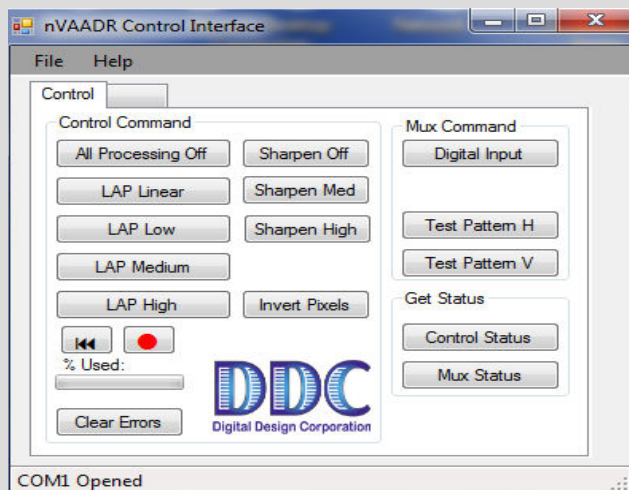 nVAADR Control Interface
File Help
Control
Control Command
All Processing Off Sharpen Off
LAP Linear Sharpen Med
LAP Low Sharpen High
LAP Medium
LAP High Invert Pixels
% Used:
Clear Errors
DDC
Digital Design Corporation
Mux Command
Digital Input
Test Pattern H
Test Pattern V
Get Status
Control Status
Mux Status
COM1 Opened